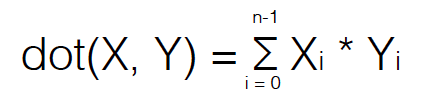 n-1
dot(X, Y) = Σ Xi * Yi
i = 0